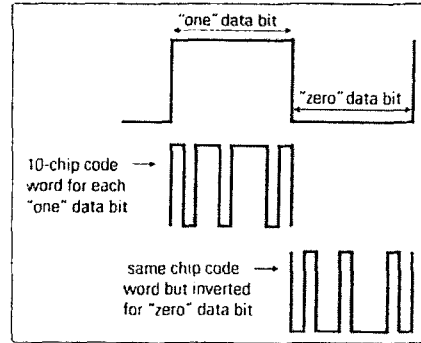 "one" data bit
"zero" data bit
10-chip code
word for each
"one" data bit
same chip code
word but inverted
for "zero" data bit